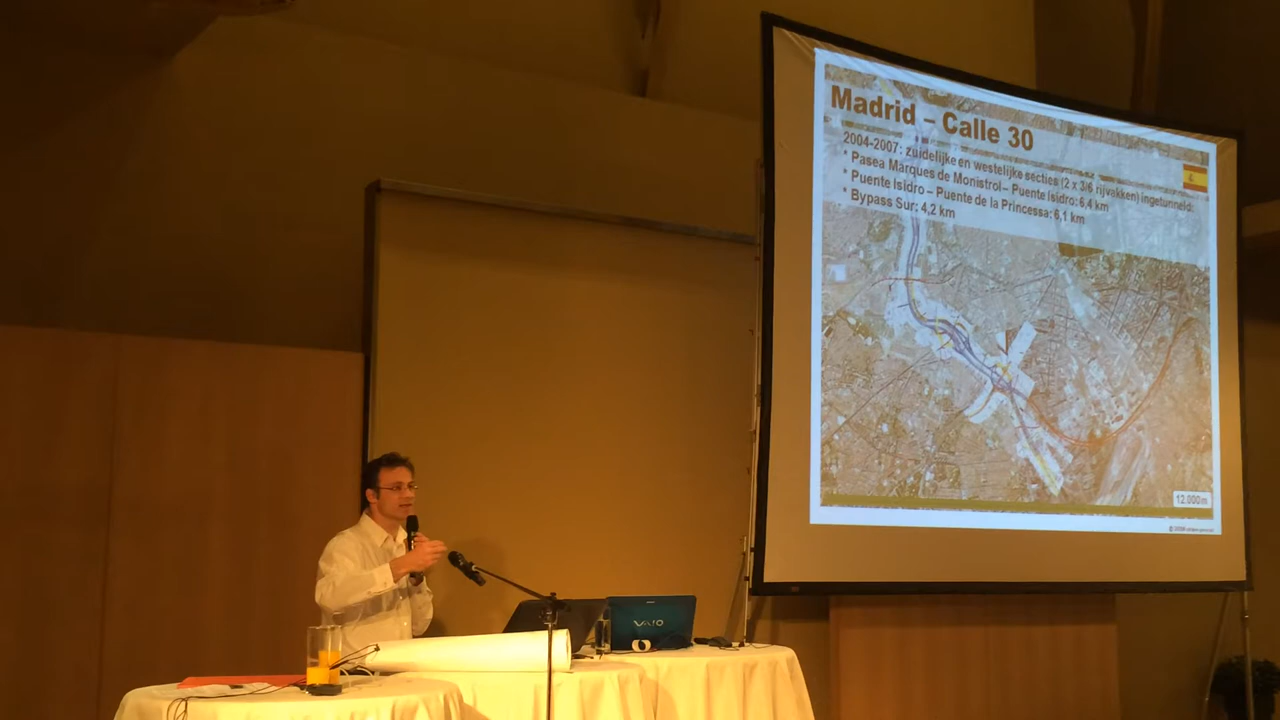 Madrid – Calle 30
2004-2007: zuidelijke en westelijke secties (2 x 3/6 rijvakken) ingetunneld:
* Pasea Marques de Monistrol – Puente Isidro: 6,4 km
* Puente Isidro – Puente de la Princessa: 6,1 km
* Bypass Sur: 4,2 km
12.000m
VAIO